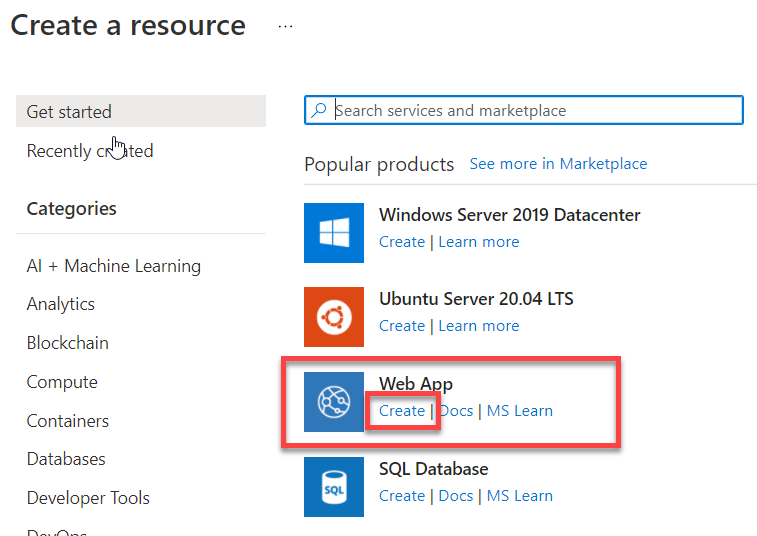 Create a resource ...
Get started
Recently created
Categories
AI + Machine Learning
Analytics
Blockchain
Compute
Containers
Databases
Developer Tools
DevOps
Search services and marketplace
Popular products See more in Marketplace
Windows Server 2019 Datacenter
Create | Learn more
Ubuntu Server 20.04 LTS
Create | Learn more
Web App
Create | Docs | MS Learn
SQL
SQL Database
Create | Docs | MS Learn